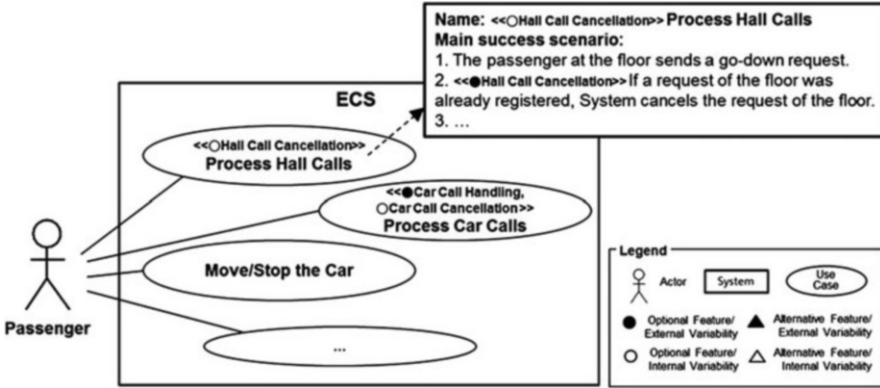 Name: <<○Hall Call Cancellation>> Process Hall Calls
Main success scenario:
1. The passenger at the floor sends a go-down request.
2. <<●Hall Call Cancellation>> If a request of the floor was
already registered, System cancels the request of the floor.
3. ...
ECS
<<○Hall Call Cancellation>>
Process Hall Calls
<<●Car Call Handling,
○Car Call Cancellation>>
Process Car Calls
Move/Stop the Car
...
Passenger
Legend
Actor
System
Use
Case
● Optional Feature/
External Variability
▲ Alternative Feature/
External Variability
○ Optional Feature/
Internal Variability
△ Alternative Feature/
Internal Variability